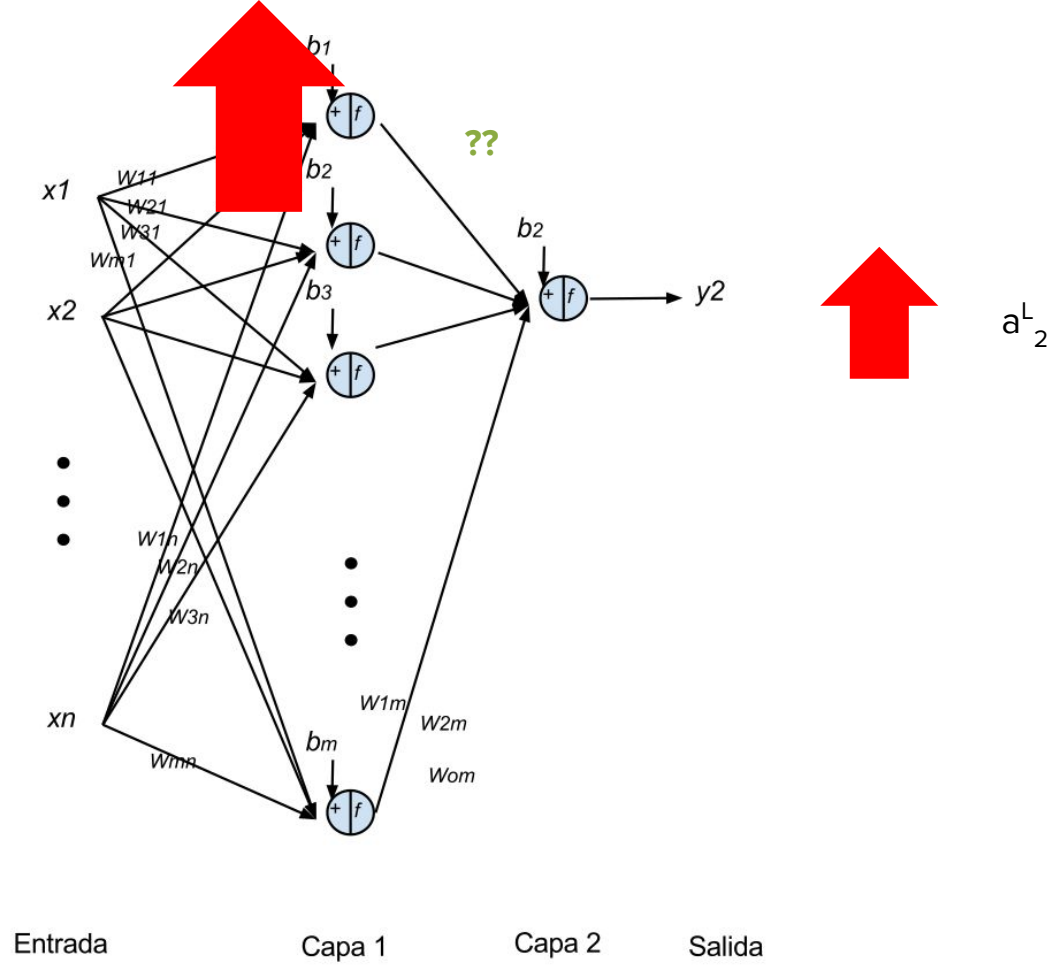 b1
+ f
??
b2
W11
x1
W21
+ f
W31
b2
Wm1
b3
x2
+ f
y2
aL2
+ f
W1n
W2n
W3n
W1m
xn
W2m
bm
Wmn
Wom
+ f
Entrada
Capa 1
Capa 2
Salida